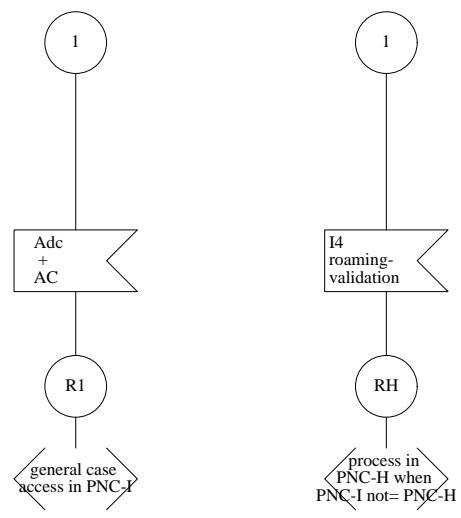 1
Adc
+
AC
R1
general case
access in PNC-I
1
I4
roaming-
validation
RH
process in
PNC-H when
PNC-I not= PNC-H